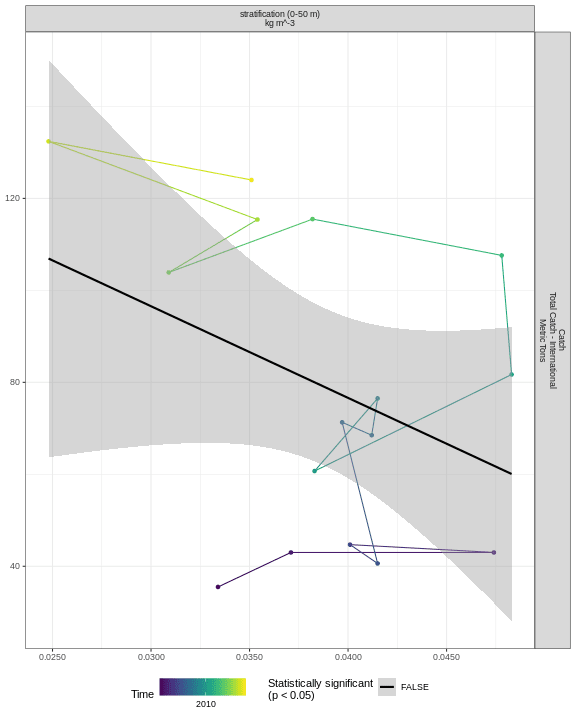 stratification (0-50 m)
kg m^-3
120
80
40
Catch
Total Catch - International
Metric Tons
0.0250
0.0300
0.0350
0.0400
0.0450
Time
2010
Statistically significant
(p < 0.05)
FALSE